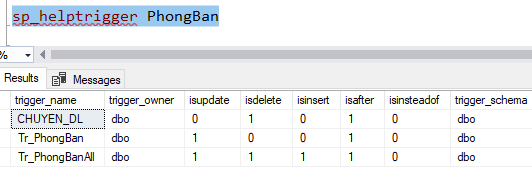 sp_helptrigger PhongBan
%
Results Messages
trigger_name trigger_owner isupdate isdelete isinsert isafter isinsteadof trigger_schema
CHUYEN_DL dbo 0 1 0 1 0 dbo
Tr_PhongBan dbo 1 0 0 1 0 dbo
Tr_PhongBanAll dbo 1 1 1 1 0 dbo